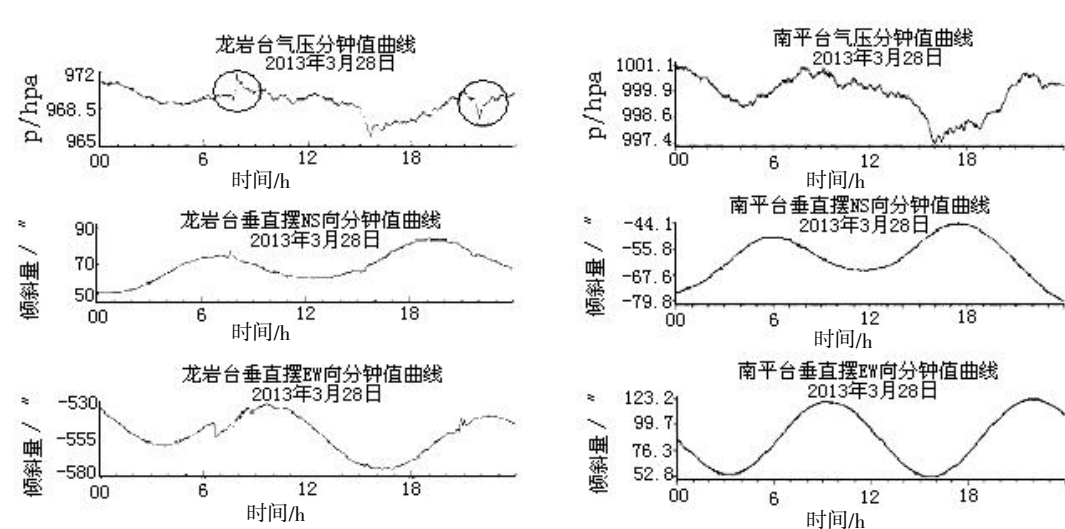 龙岩台气压分钟值曲线
2013年3月28日
p/hpa
972
968.5
965
00
6
12
18
时间/h
南平台气压分钟值曲线
2013年3月28日
p/hpa
1001.1
999.9
998.6
997.4
00
6
12
18
时间/h
龙岩台垂直摆NS向分钟值曲线
2013年3月28日
倾斜量/″
90
70
50
00
6
12
18
时间/h
南平台垂直摆NS向分钟值曲线
2013年3月28日
倾斜量/″
-44.1
-55.8
-67.6
-79.8
00
6
12
18
时间/h
龙岩台垂直摆EW向分钟值曲线
2013年3月28日
倾斜量/″
-530
-555
-580
00
6
12
18
时间/h
南平台垂直摆EW向分钟值曲线
2013年3月28日
倾斜量/″
123.2
99.7
76.3
52.8
00
6
12
18
时间/h